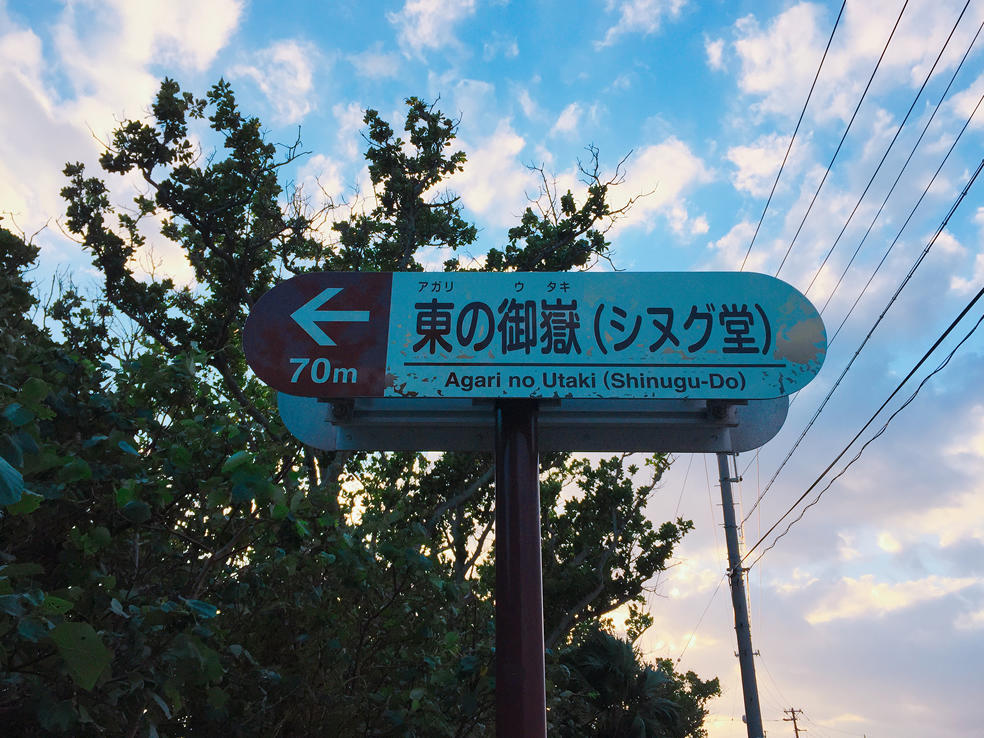 アガリ ウ タキ
東の御嶽(シヌグ堂)
70m
Agari no Utaki (Shinugu-Do)